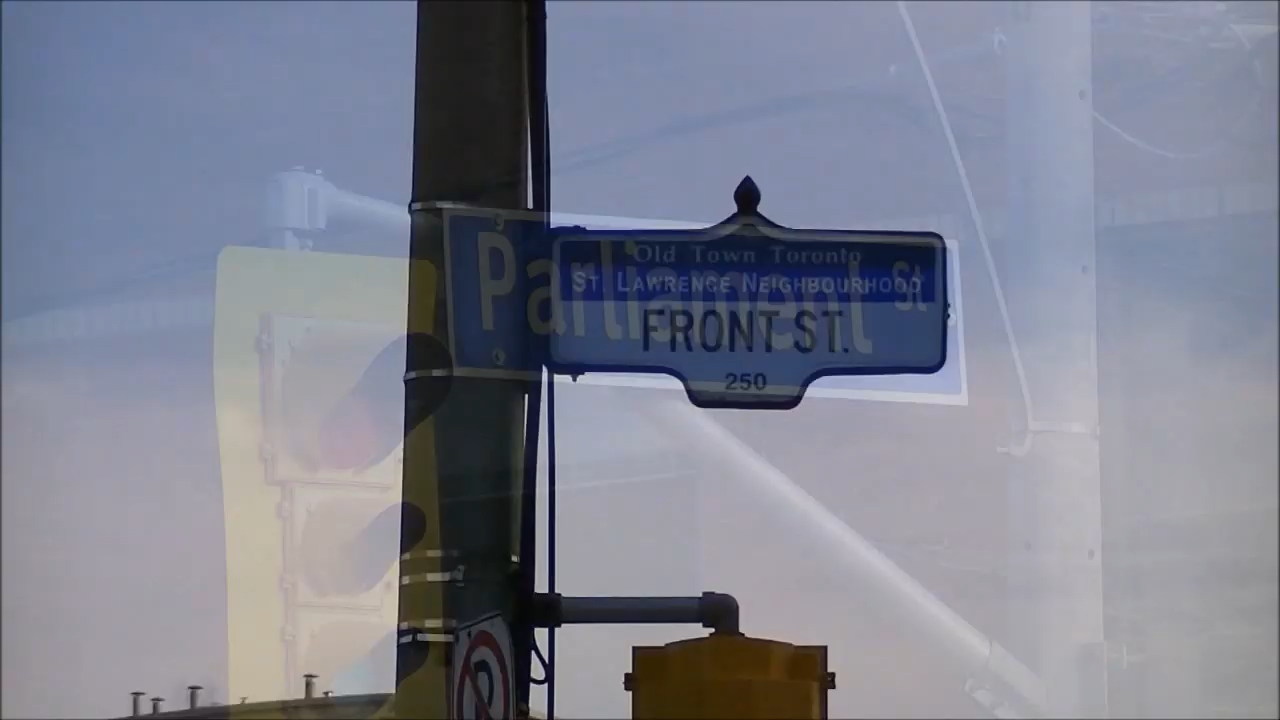 Parliament St
Old Town Toronto
ST. LAWRENCE NEIGHBOURHOOD
FRONT ST.
250
P